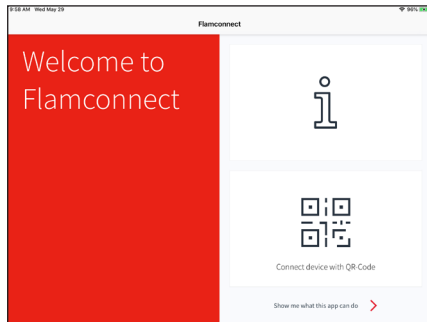 9:58 AM Wed May 29
96%
Flamconnect
Welcome to
Flamconnect
Connect device with QR-Code
Show me what this app can do